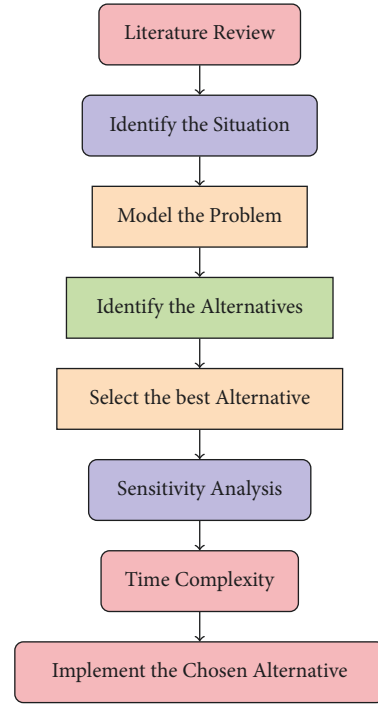 Literature Review
Identify the Situation
Model the Problem
Identify the Alternatives
Select the best Alternative
Sensitivity Analysis
Time Complexity
Implement the Chosen Alternative